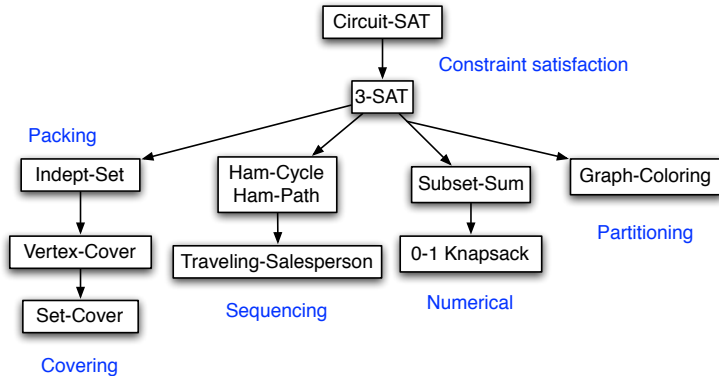 Circuit-SAT
Constraint satisfaction
3-SAT
Packing
Indept-Set
Ham-Cycle
Ham-Path
Subset-Sum
Graph-Coloring
Vertex-Cover
Traveling-Salesperson
0-1 Knapsack
Partitioning
Set-Cover
Sequencing
Numerical
Covering